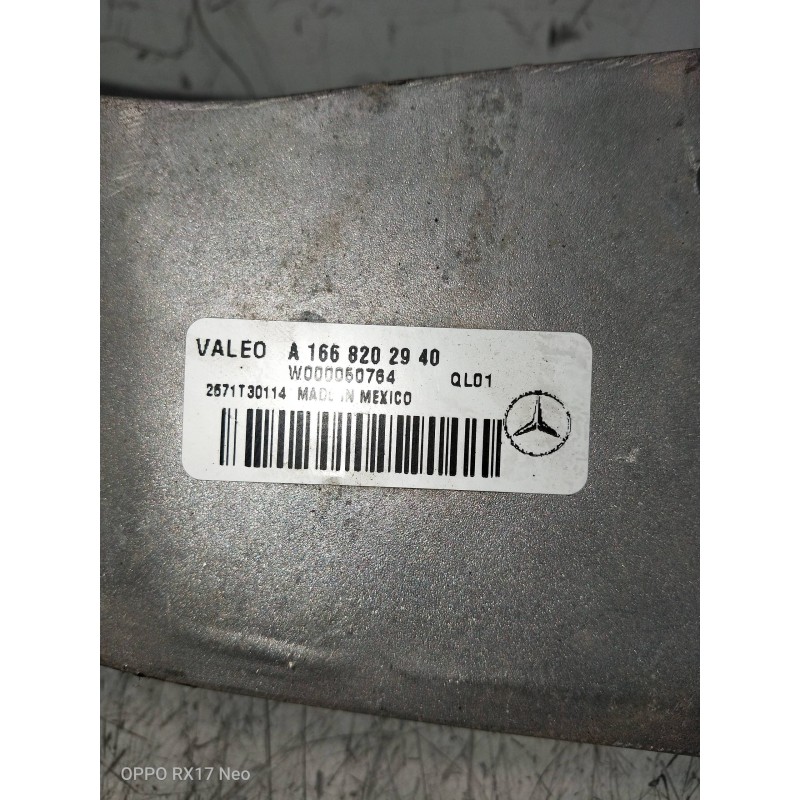 VALEO A 166 820 29 40
W000050764 QL01
2571T30114 MADE IN MEXICO
OPPO RX17 Neo